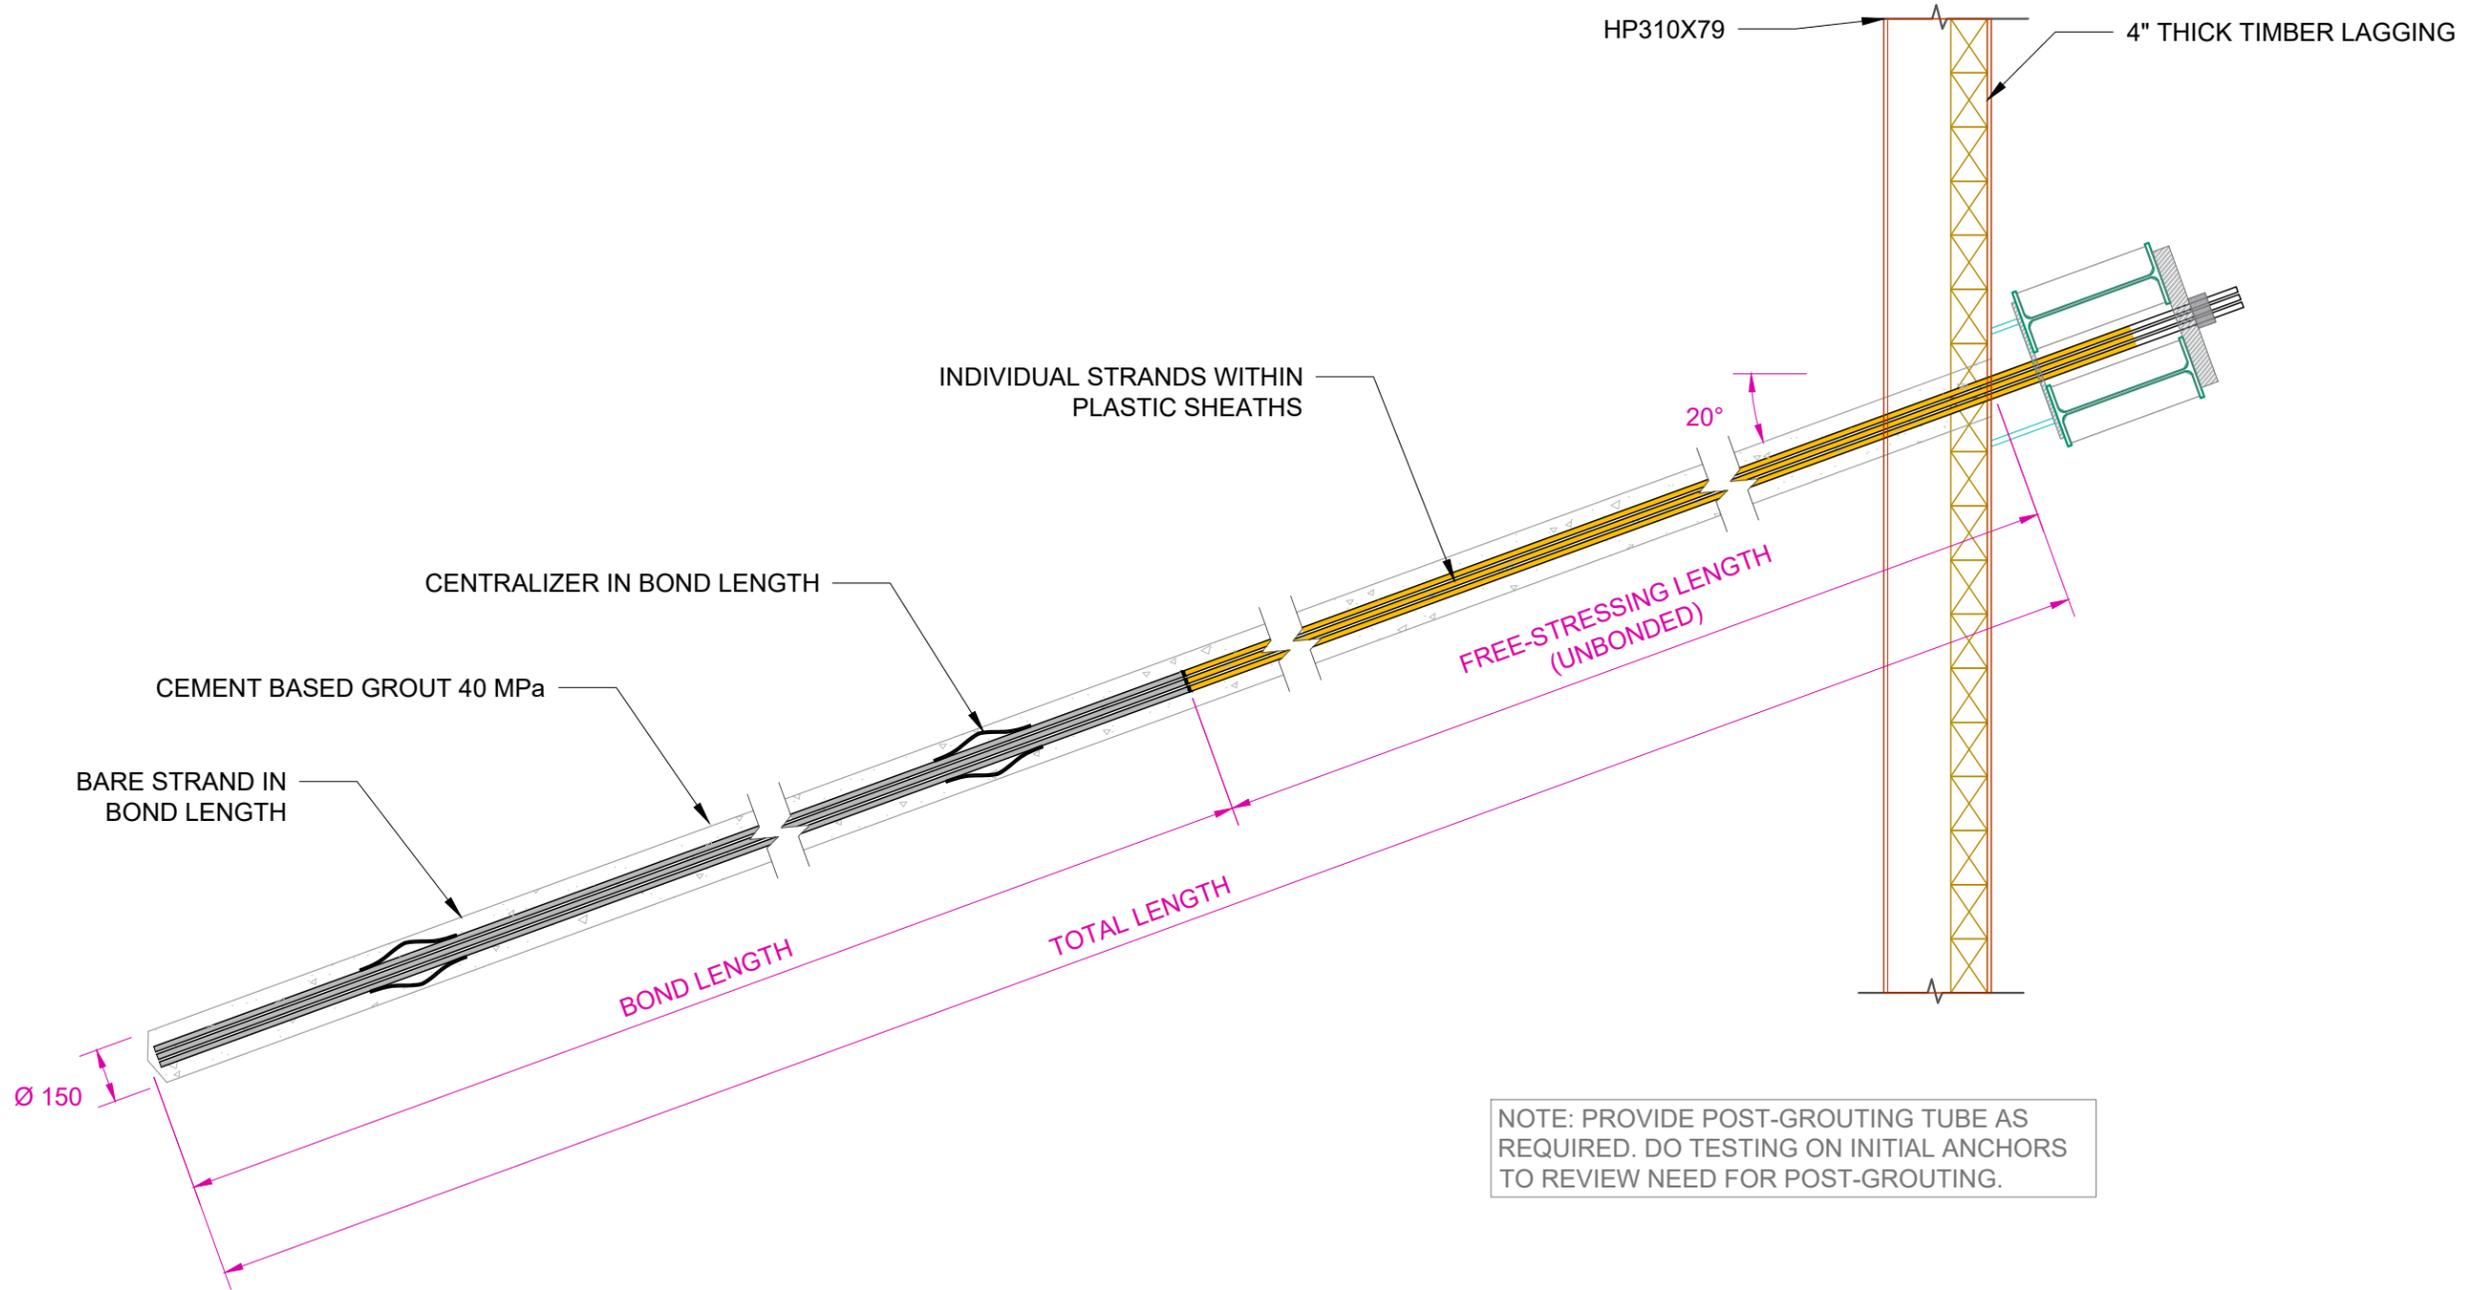 HP310X79
4" THICK TIMBER LAGGING
INDIVIDUAL STRANDS WITHIN
PLASTIC SHEATHS
20°
CENTRALIZER IN BOND LENGTH
FREE-STRESSING LENGTH
(UNBONDED)
CEMENT BASED GROUT 40 MPa
BARE STRAND IN
BOND LENGTH
TOTAL LENGTH
BOND LENGTH
Ø 150
NOTE: PROVIDE POST-GROUTING TUBE AS
REQUIRED. DO TESTING ON INITIAL ANCHORS
TO REVIEW NEED FOR POST-GROUTING.